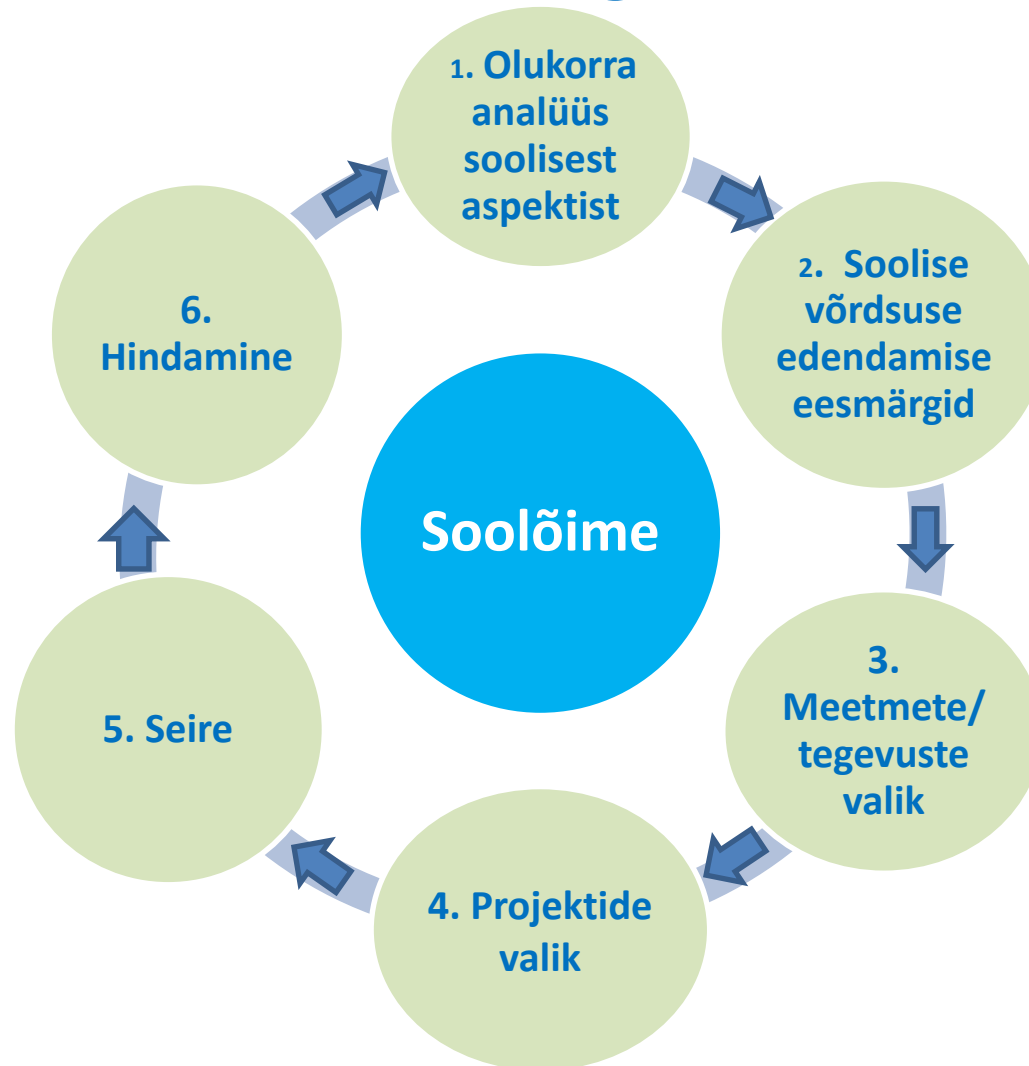 1. Olukorra
analüüs
soolisest
aspektist
2. Soolise
võrdsuse
edendamise
eesmärgid
3.
Meetmete/
tegevuste
valik
4. Projektide
valik
5. Seire
6.
Hindamine
Soolõime